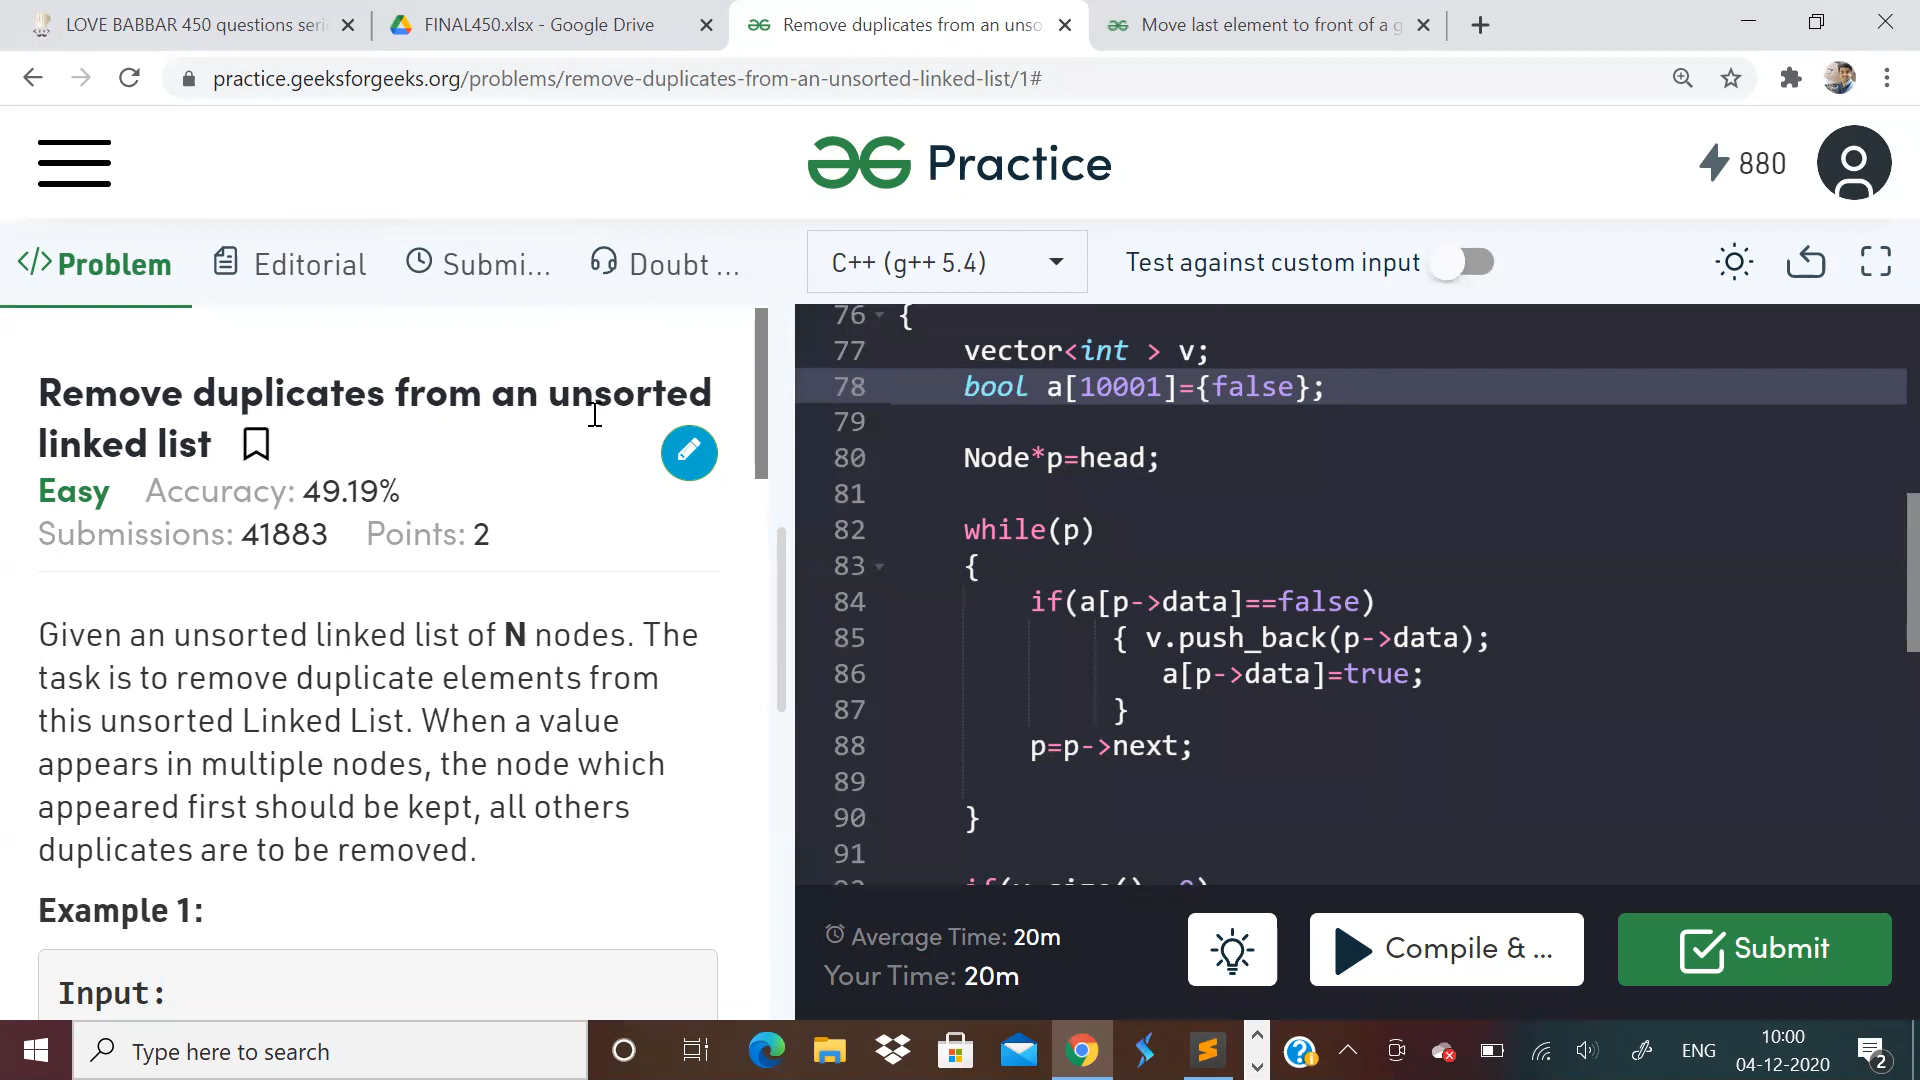 LOVE BABBAR 450 questions seri
FINAL450.xlsx - Google Drive
Remove duplicates from an unso
Move last element to front of a g
practice.geeksforgeeks.org/problems/remove-duplicates-from-an-unsorted-linked-list/1#
Practice
880
</> Problem
Editorial
Submi...
Doubt ...
C++ (g++ 5.4)
Test against custom input
Remove duplicates from an unsorted
linked list
Easy Accuracy: 49.19%
Submissions: 41883 Points: 2
Given an unsorted linked list of N nodes. The
task is to remove duplicate elements from
this unsorted Linked List. When a value
appears in multiple nodes, the node which
appeared first should be kept, all others
duplicates are to be removed.
Example 1:
Input:
76 {
77 vector<int > v;
78 bool a[10001]={false};
79
80 Node*p=head;
81
82 while(p)
83 {
84 if(a[p->data]==false)
85 { v.push_back(p->data);
86 a[p->data]=true;
87 }
88 p=p->next;
89
90 }
91
Average Time: 20m
Your Time: 20m
Compile & ...
Submit
Type here to search
ENG
10:00
04-12-2020
2